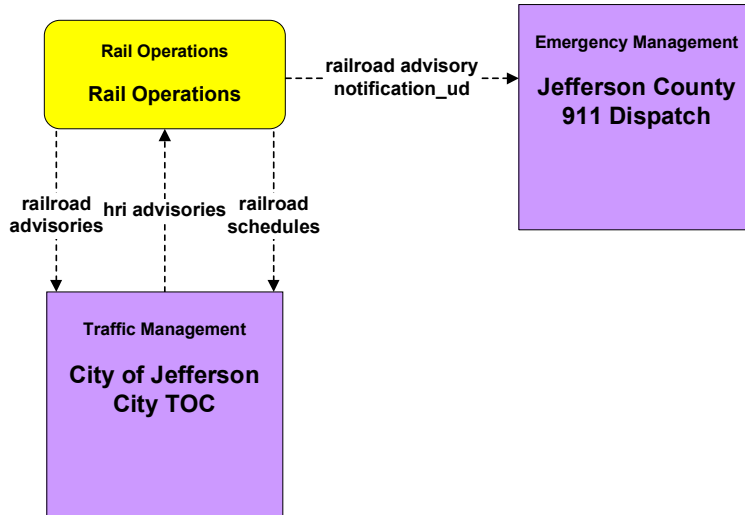 Rail Operations
Rail Operations
railroad advisory
notification_ud
Emergency Management
Jefferson County
911 Dispatch
railroad
advisories
hri advisories
railroad
schedules
Traffic Management
City of Jefferson
City TOC